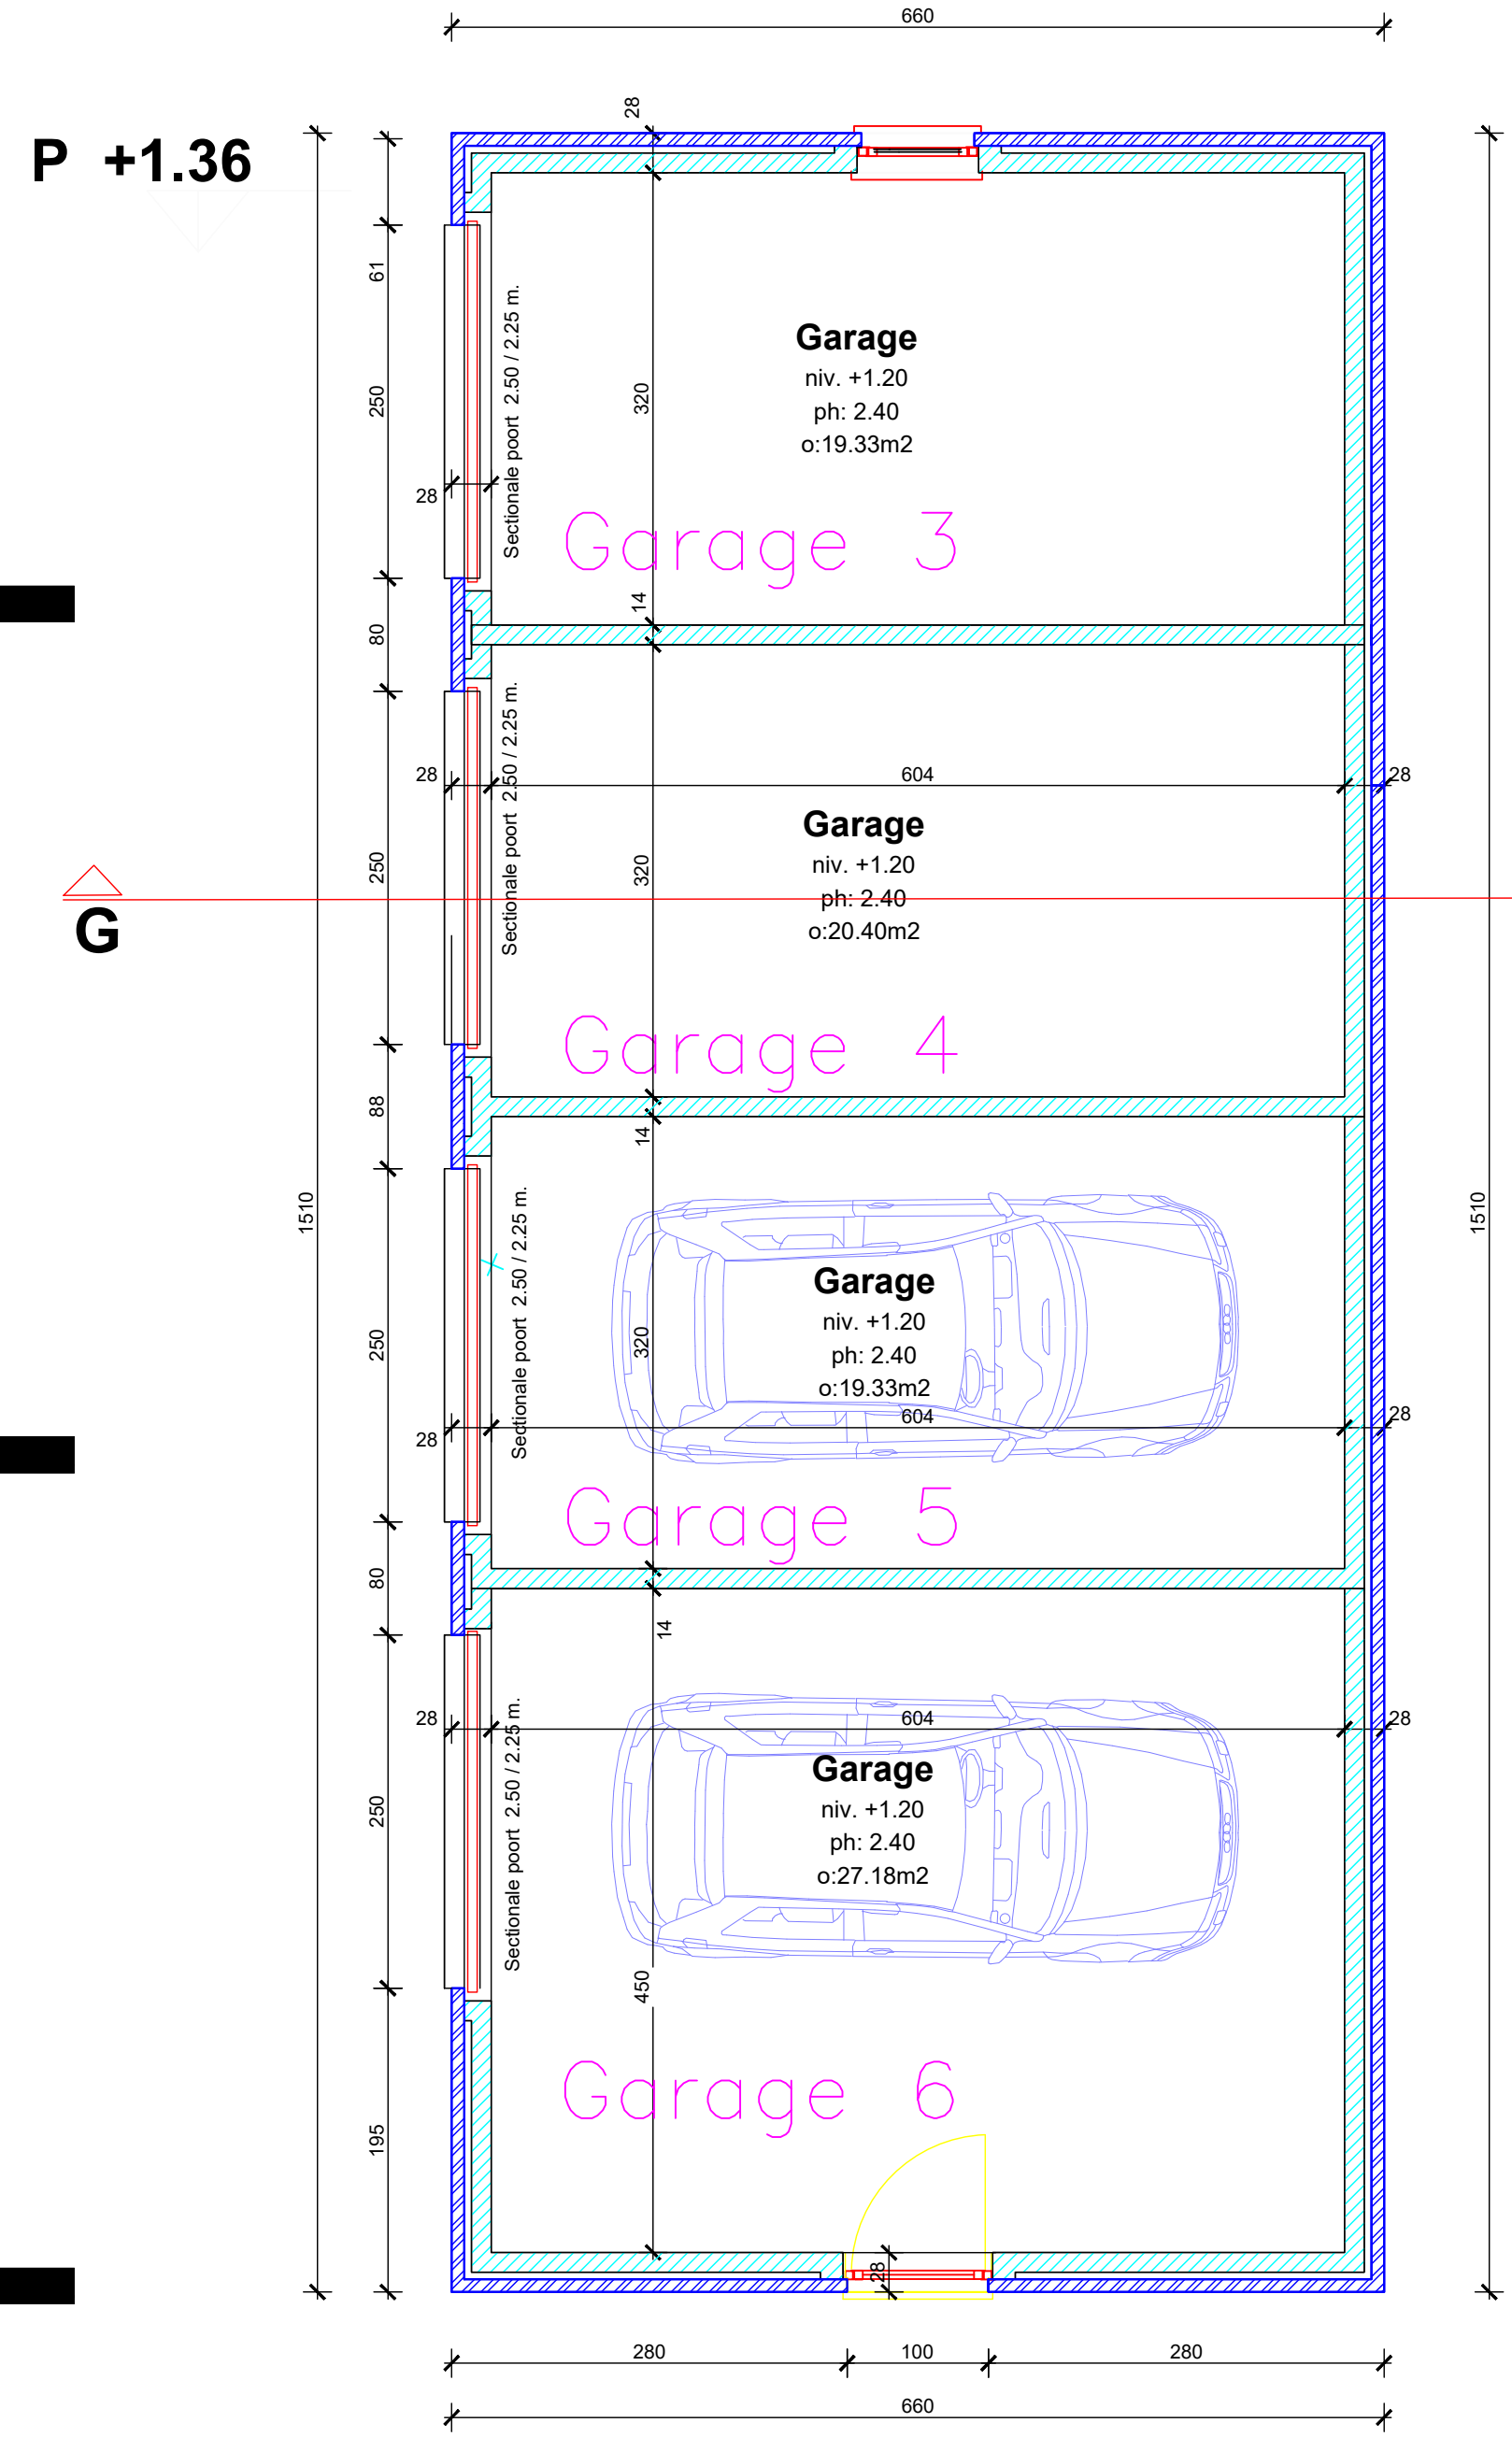 660
28
P +1.36
61
250
28
Sectionale poort 2.50 / 2.25 m.
320
Garage
niv. +1.20
ph: 2.40
o:19.33m2
Garage 3
14
80
28
604
28
Sectionale poort 2.50 / 2.25 m.
250
320
Garage
niv. +1.20
ph: 2.40
o:20.40m2
G
Garage 4
88
14
1510
1510
Sectionale poort 2.50 / 2.25 m.
250
320
Garage
niv. +1.20
ph: 2.40
o:19.33m2
604
28
28
Garage 5
80
14
28
604
28
Sectionale poort 2.50 / 2.25 m.
250
Garage
niv. +1.20
ph: 2.40
o:27.18m2
450
Garage 6
195
28
280
100
280
660